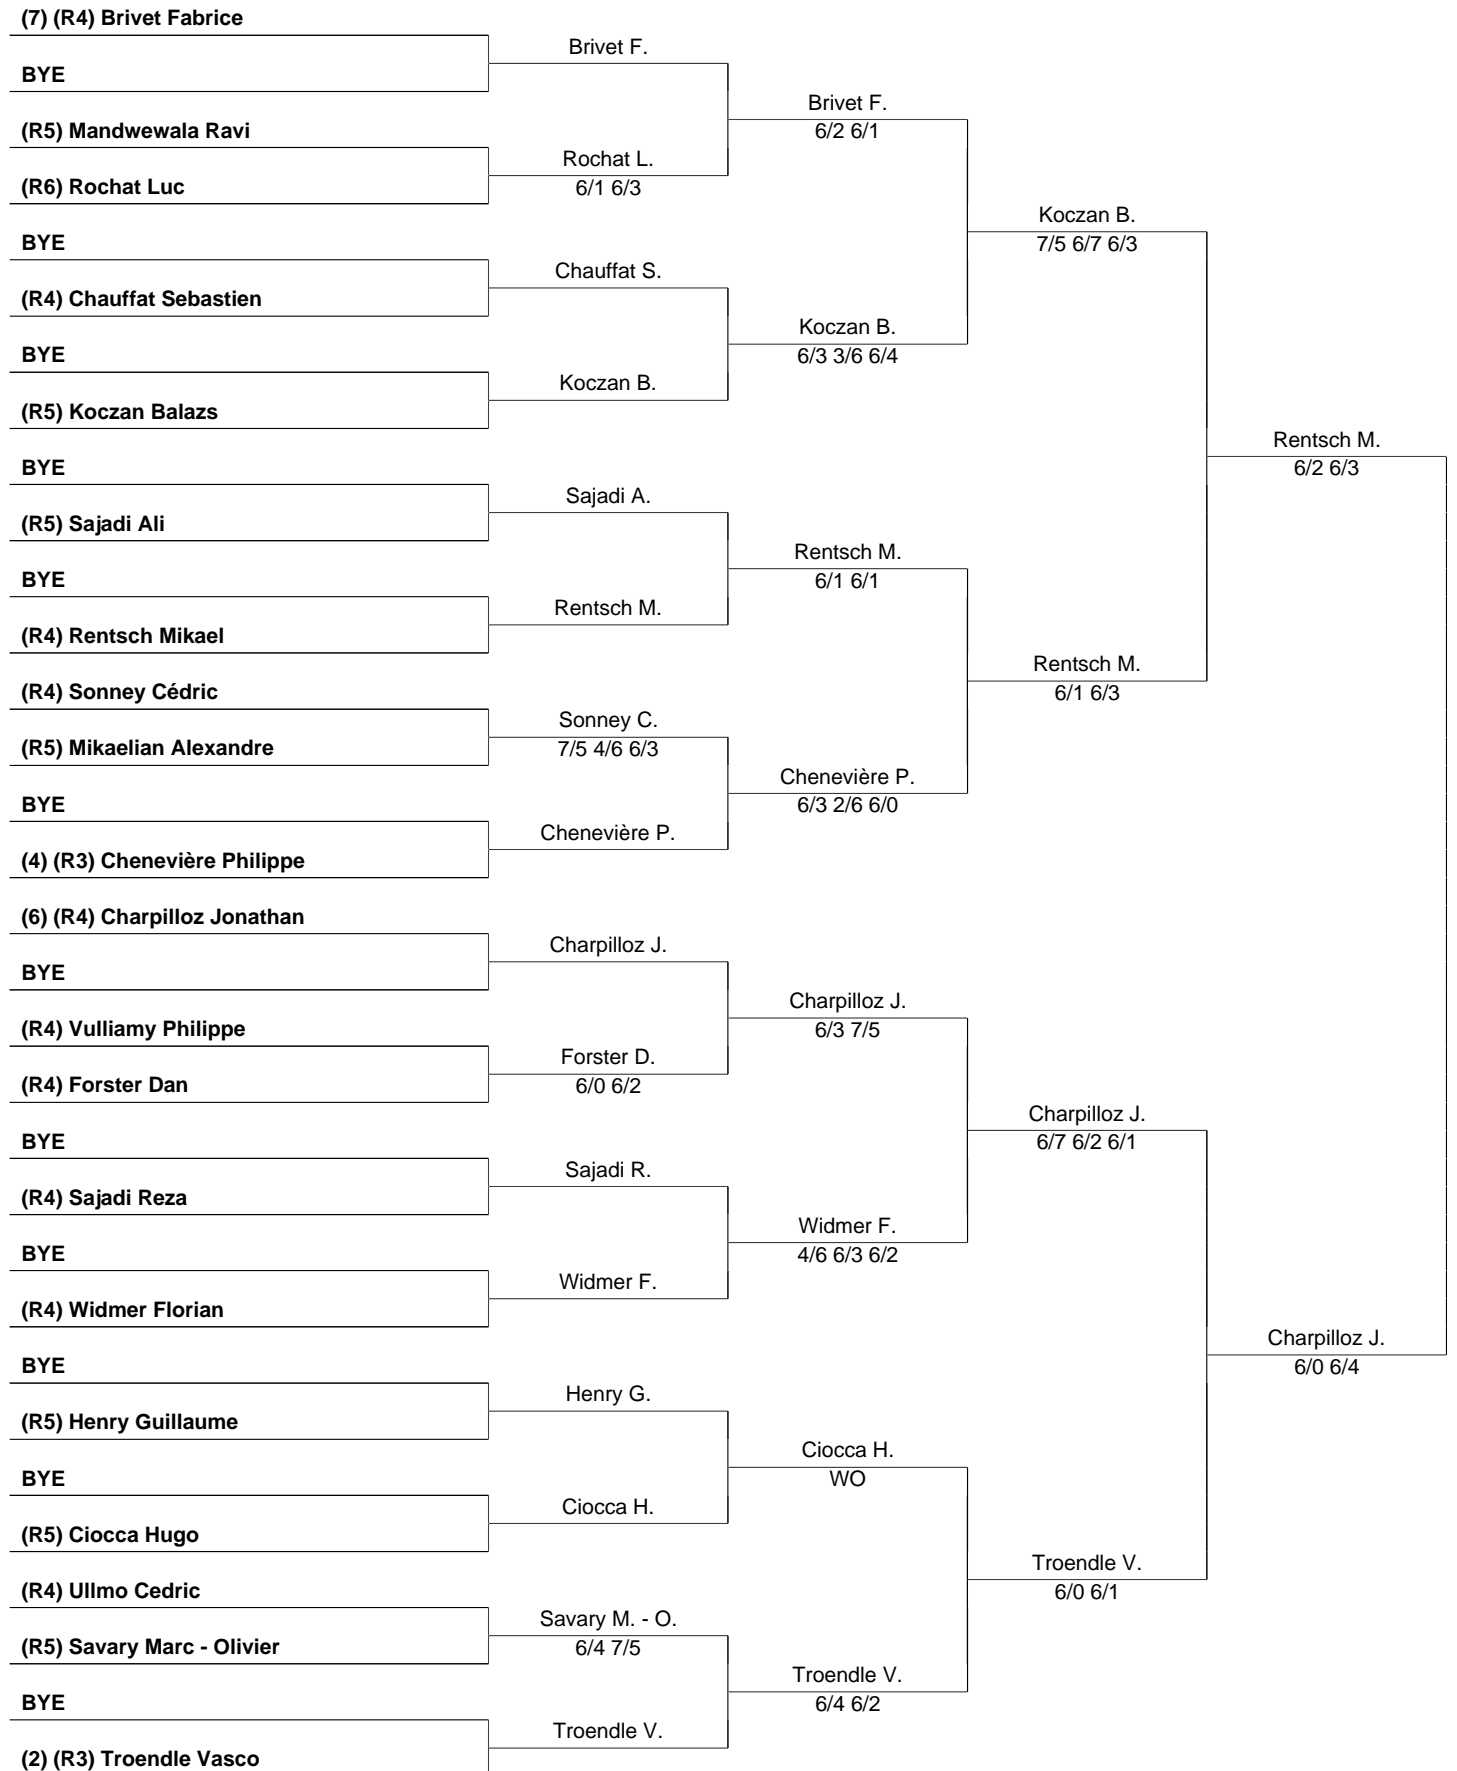 (7) (R4) Brivet Fabrice
Brivet F.
BYE
Brivet F.
6/2 6/1
(R5) Mandwewala Ravi
Rochat L.
6/1 6/3
(R6) Rochat Luc
Koczan B.
7/5 6/7 6/3
BYE
Chauffat S.
(R4) Chauffat Sebastien
Koczan B.
6/3 3/6 6/4
BYE
Koczan B.
(R5) Koczan Balazs
Rentsch M.
6/2 6/3
BYE
Sajadi A.
(R5) Sajadi Ali
Rentsch M.
6/1 6/1
BYE
Rentsch M.
(R4) Rentsch Mikael
Rentsch M.
6/1 6/3
(R4) Sonney Cédric
Sonney C.
7/5 4/6 6/3
(R5) Mikaelian Alexandre
Chenevière P.
6/3 2/6 6/0
BYE
Chenevière P.
(4) (R3) Chenevière Philippe
(6) (R4) Charpilloz Jonathan
Charpilloz J.
BYE
Charpilloz J.
6/3 7/5
(R4) Vulliamy Philippe
Forster D.
6/0 6/2
(R4) Forster Dan
Charpilloz J.
6/7 6/2 6/1
BYE
Sajadi R.
(R4) Sajadi Reza
Widmer F.
4/6 6/3 6/2
BYE
Widmer F.
(R4) Widmer Florian
Charpilloz J.
6/0 6/4
BYE
Henry G.
(R5) Henry Guillaume
Ciocca H.
WO
BYE
Ciocca H.
(R5) Ciocca Hugo
Troendle V.
6/0 6/1
(R4) Ullmo Cedric
Savary M. - O.
6/4 7/5
(R5) Savary Marc - Olivier
Troendle V.
6/4 6/2
BYE
Troendle V.
(2) (R3) Troendle Vasco